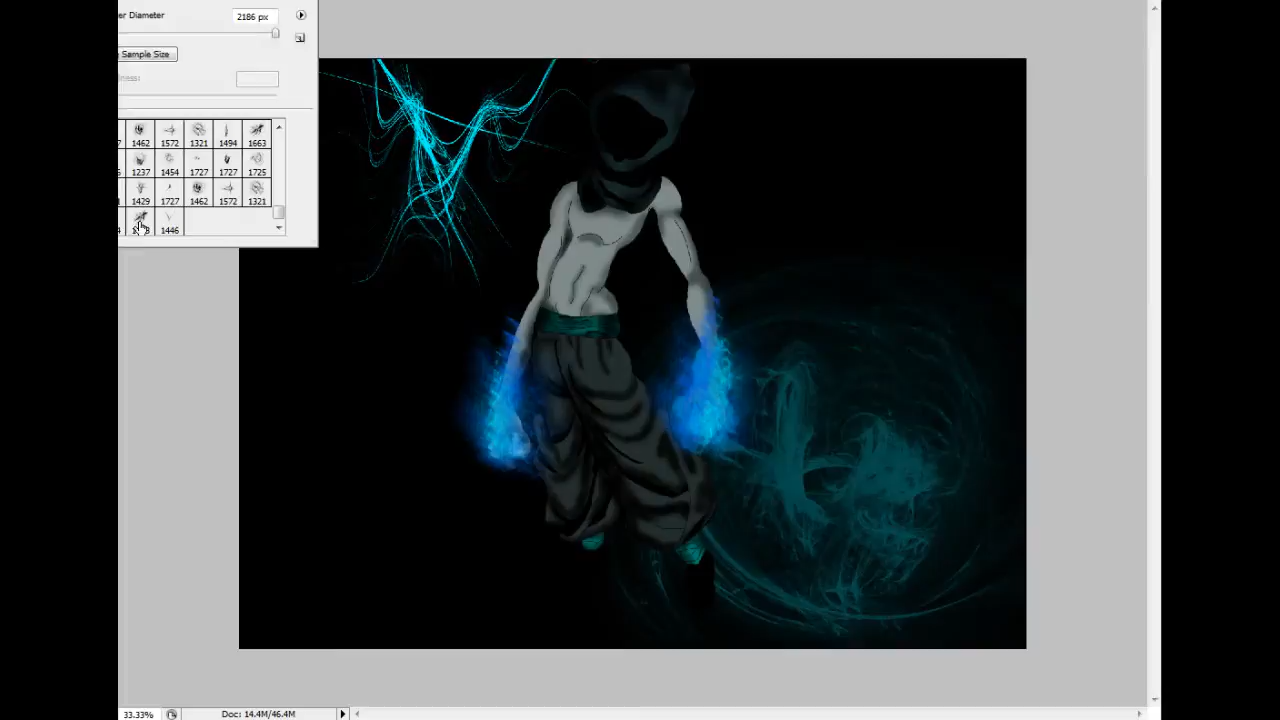 er Diameter
2186 px
Sample Size
1462 1572 1321 1494 1663
1237 1454 1727 1727 1725
1429 1727 1462 1572 1321
1446
33.33%
Doc: 14.4M/46.4M